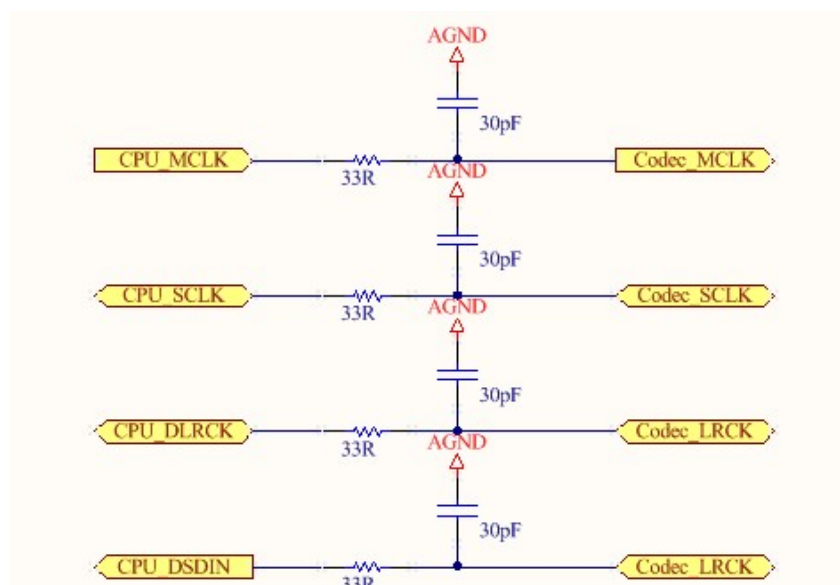 AGND
30pF
CPU_MCLK
33R
Codec_MCLK
AGND
30pF
CPU_SCLK
33R
Codec_SCLK
AGND
30pF
CPU_DLRCK
33R
Codec_LRCK
AGND
30pF
CPU_DSDIN
33R
Codec_LRCK